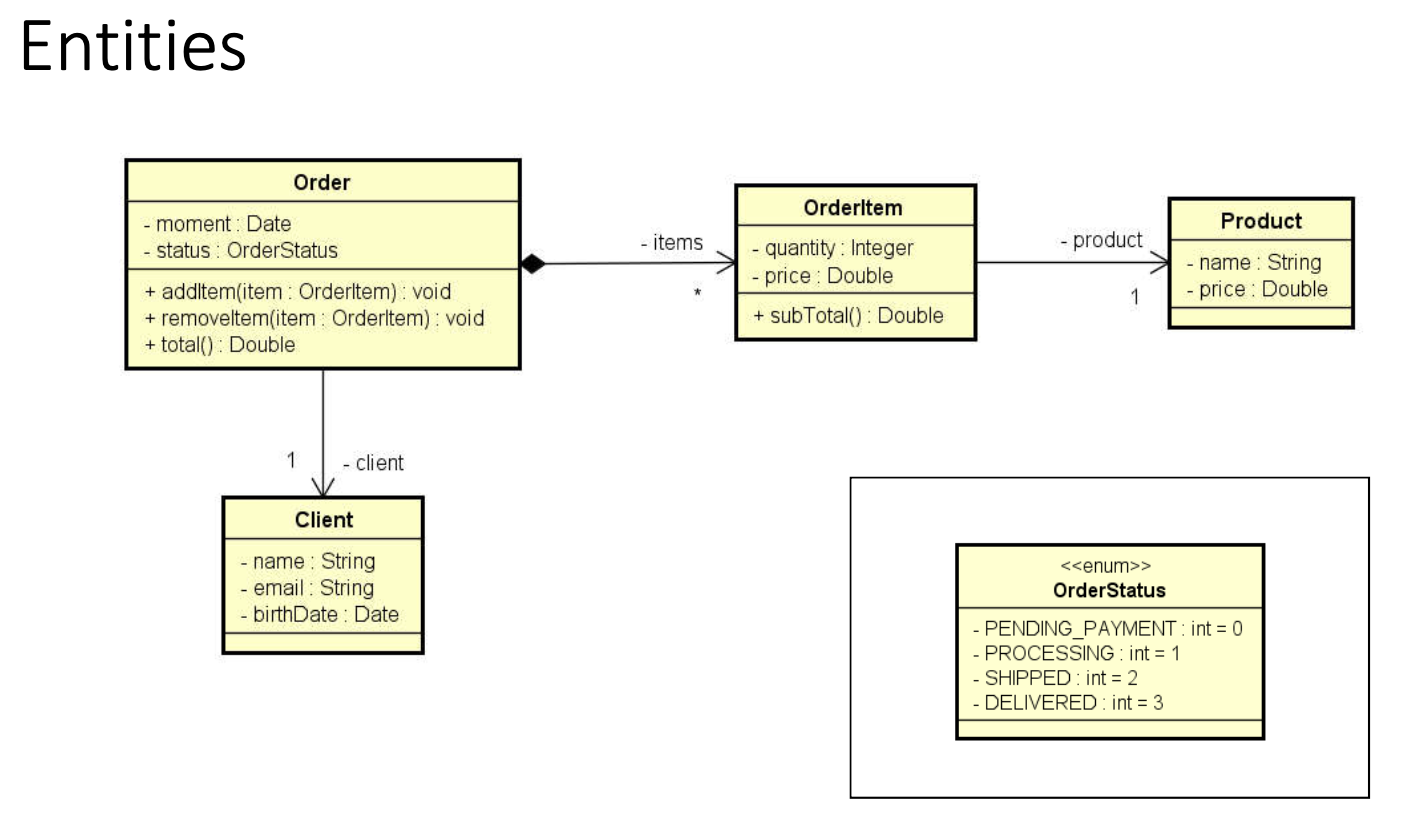 Entities
Order
- moment : Date
- status : OrderStatus
+ addItem(item : OrderItem) : void
+ removeItem(item : OrderItem) : void
+ total() : Double
- items
*
OrderItem
- quantity : Integer
- price : Double
+ subTotal() : Double
- product
1
Product
- name : String
- price : Double
1
- client
Client
- name : String
- email : String
- birthDate : Date
<<enum>>
OrderStatus
- PENDING_PAYMENT : int = 0
- PROCESSING : int = 1
- SHIPPED : int = 2
- DELIVERED : int = 3